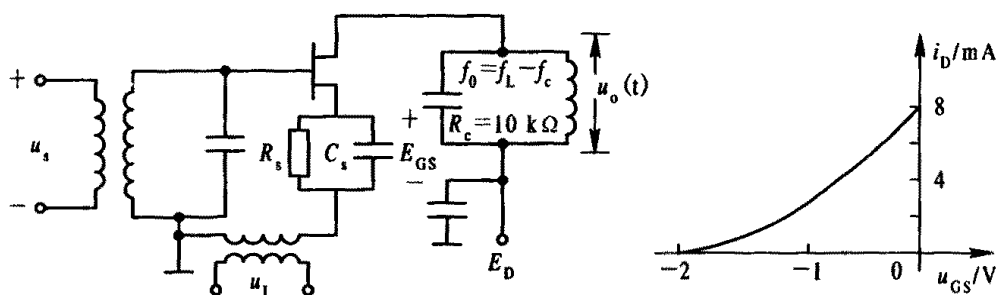 +
u_s
−
R_s
C_s
+
E_GS
−
f_0=f_L−f_c
R_c=10 kΩ
u_o(t)
E_D
u_L
i_D/mA
8
4
−2
−1
0
u_GS/V